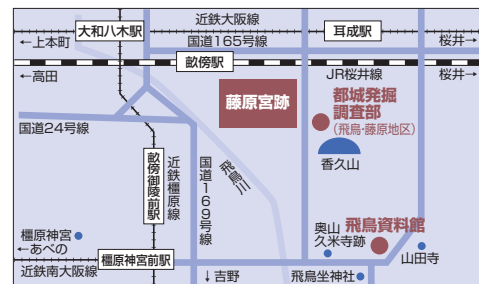 近鉄大阪線
大和八木駅
耳成駅
←上本町
国道165号線
桜井→
畝傍駅
←高田
JR桜井線
桜井→
藤原宮跡
都城発掘
調査部
(飛鳥・藤原地区)
国道24号線
香久山
畝傍御陵前駅
近鉄橿原線
国道169号線
飛鳥川
橿原神宮
←あべの
橿原神宮前駅
近鉄南大阪線
↓吉野
奥山
久米寺跡
飛鳥資料館
山田寺
飛鳥坐神社